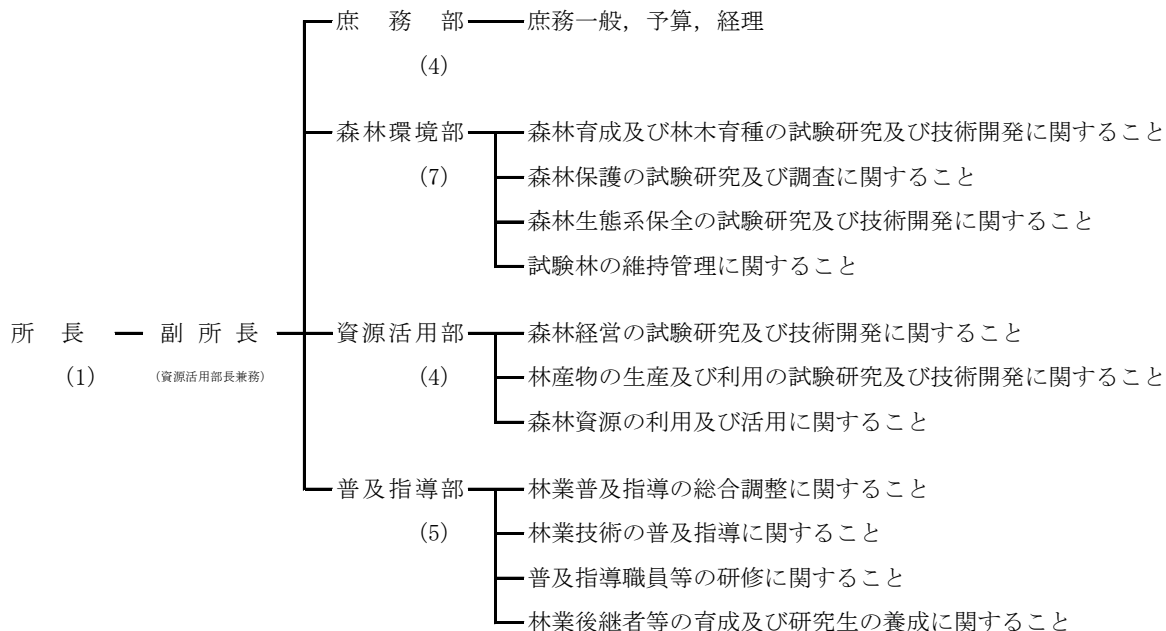 庶務部 庶務一般，予算，経理
(4)
森林環境部 森林育成及び林木育種の試験研究及び技術開発に関すること
(7) 森林保護の試験研究及び調査に関すること
森林生態系保全の試験研究及び技術開発に関すること
試験林の維持管理に関すること
所長 副所長 資源活用部 森林経営の試験研究及び技術開発に関すること
(1) (資源活用部長兼務) (4) 林産物の生産及び利用の試験研究及び技術開発に関すること
森林資源の利用及び活用に関すること
普及指導部 林業普及指導の総合調整に関すること
(5) 林業技術の普及指導に関すること
普及指導職員等の研修に関すること
林業後継者等の育成及び研究生の養成に関すること